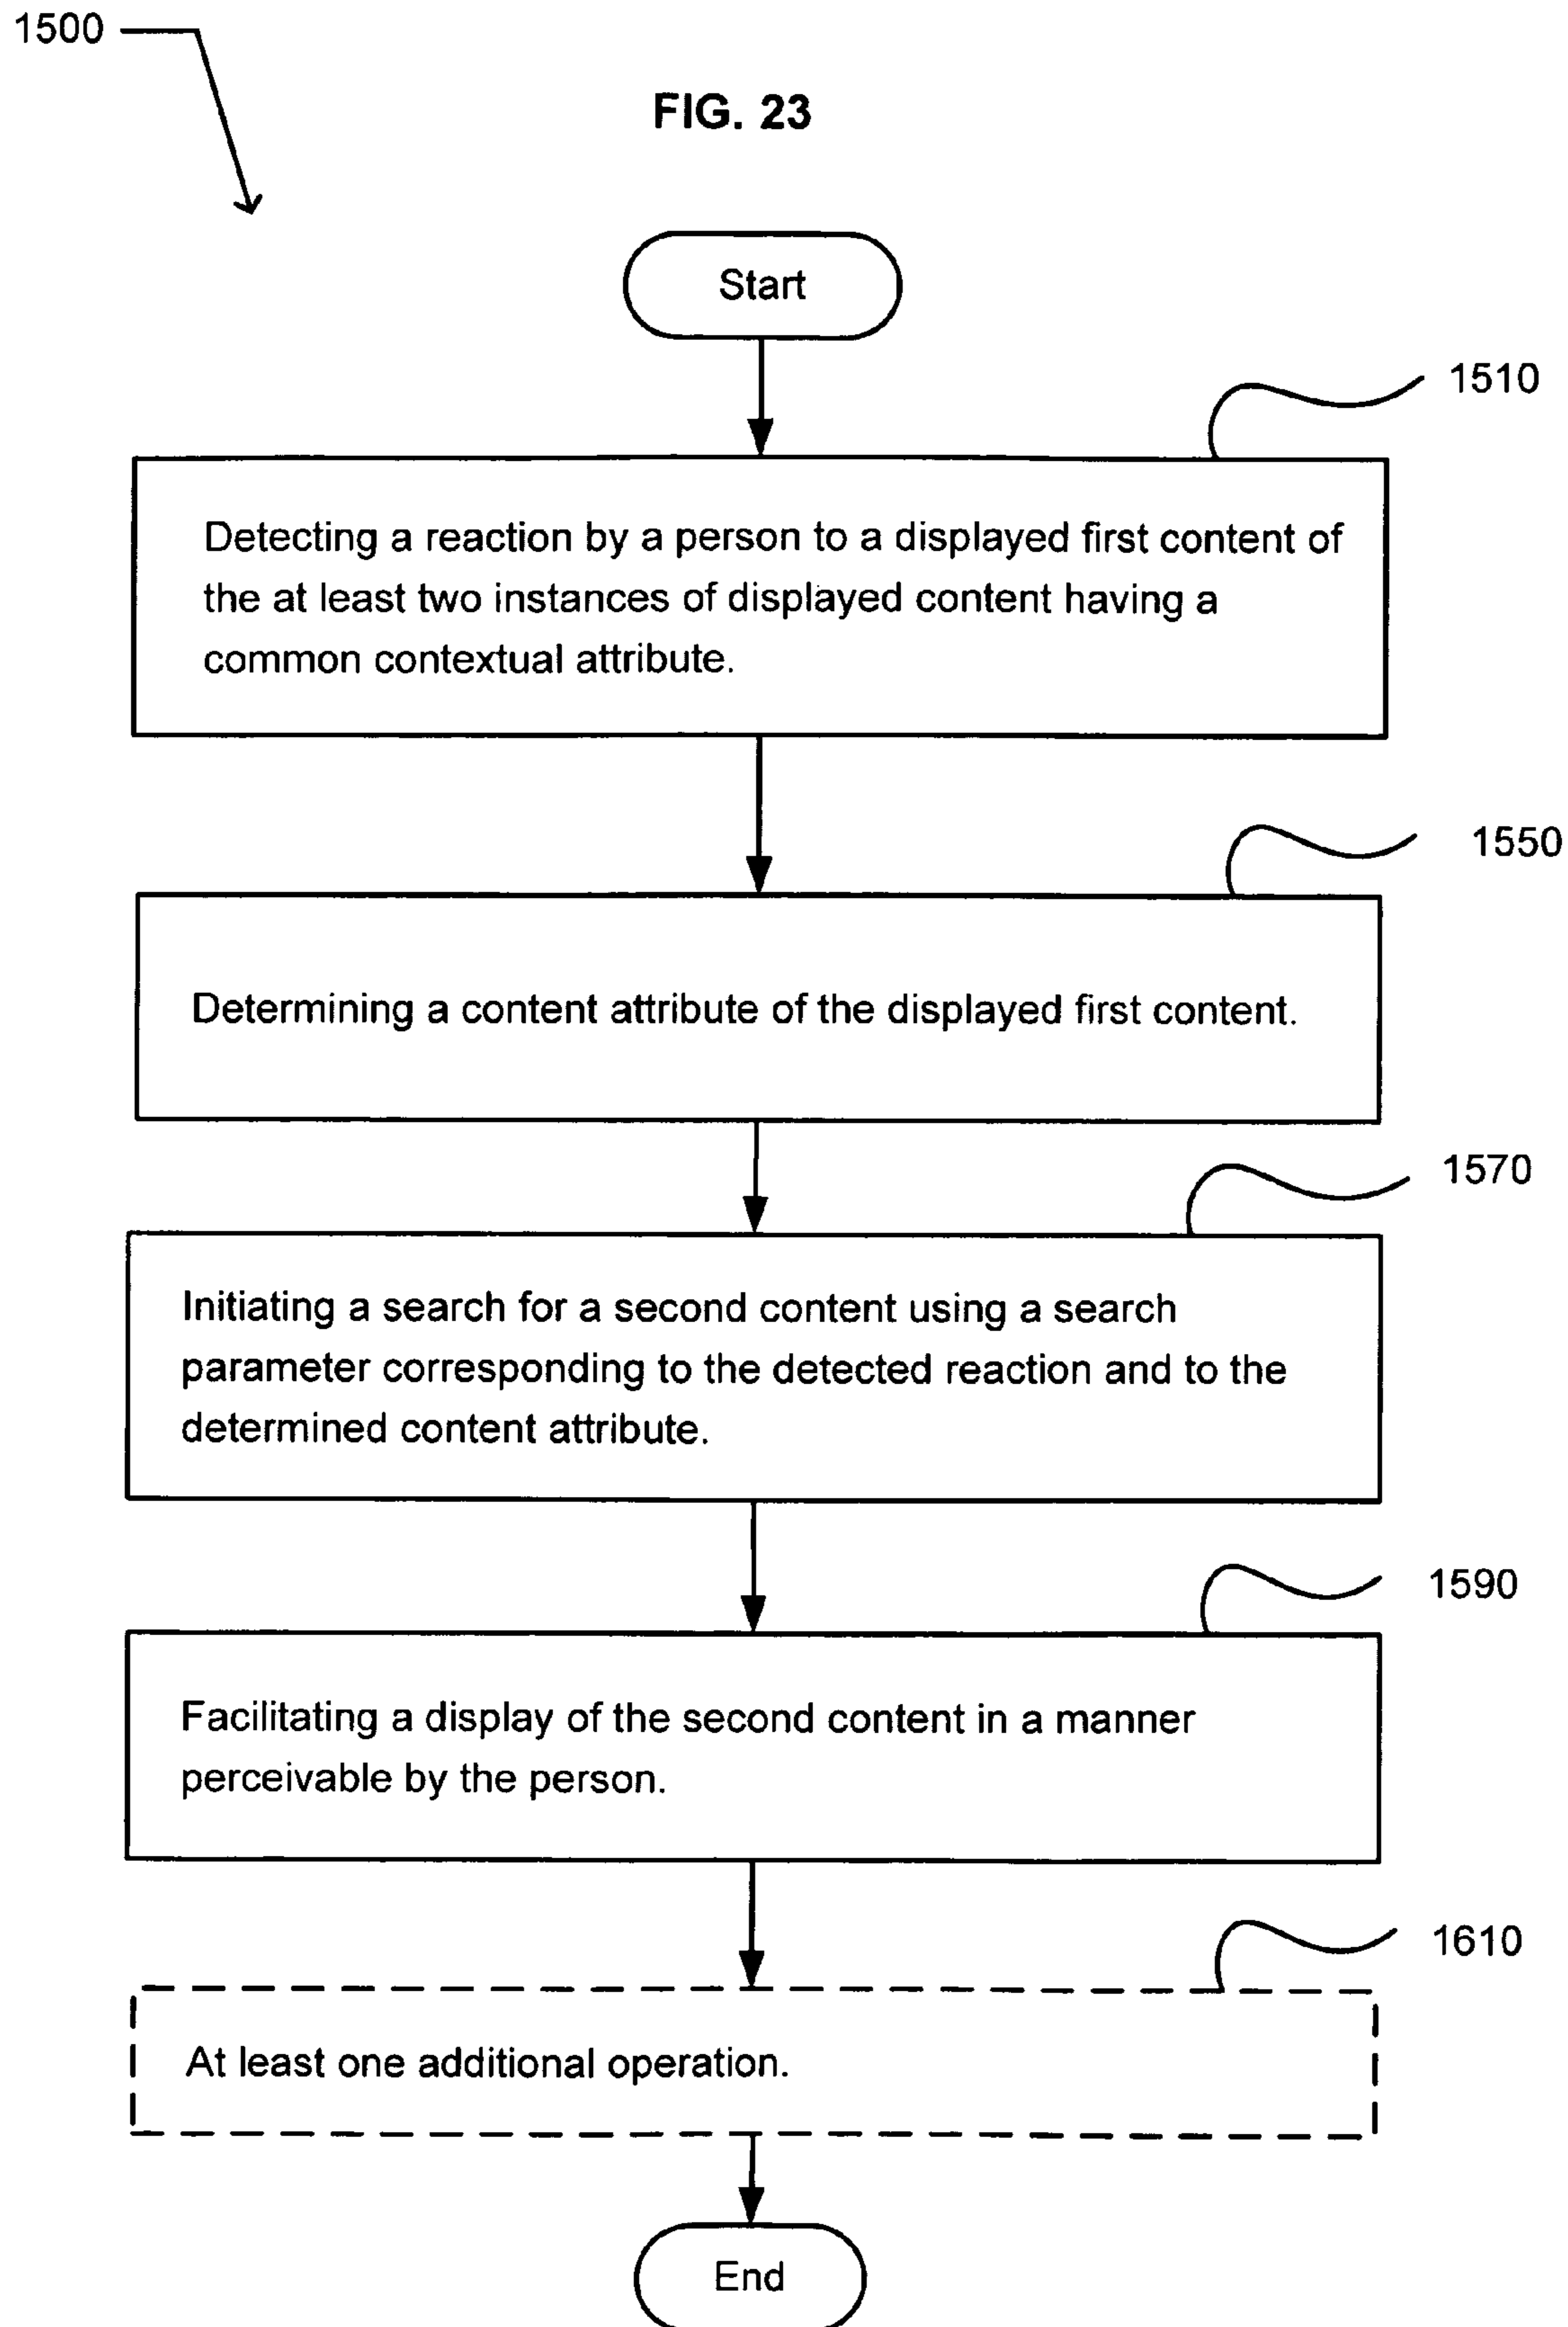 1500
FIG. 23
Start
1510
Detecting a reaction by a person to a displayed first content of
the at least two instances of displayed content having a
common contextual attribute.
1550
Determining a content attribute of the displayed first content.
1570
Initiating a search for a second content using a search
parameter corresponding to the detected reaction and to the
determined content attribute.
1590
Facilitating a display of the second content in a manner
perceivable by the person.
1610
At least one additional operation.
End